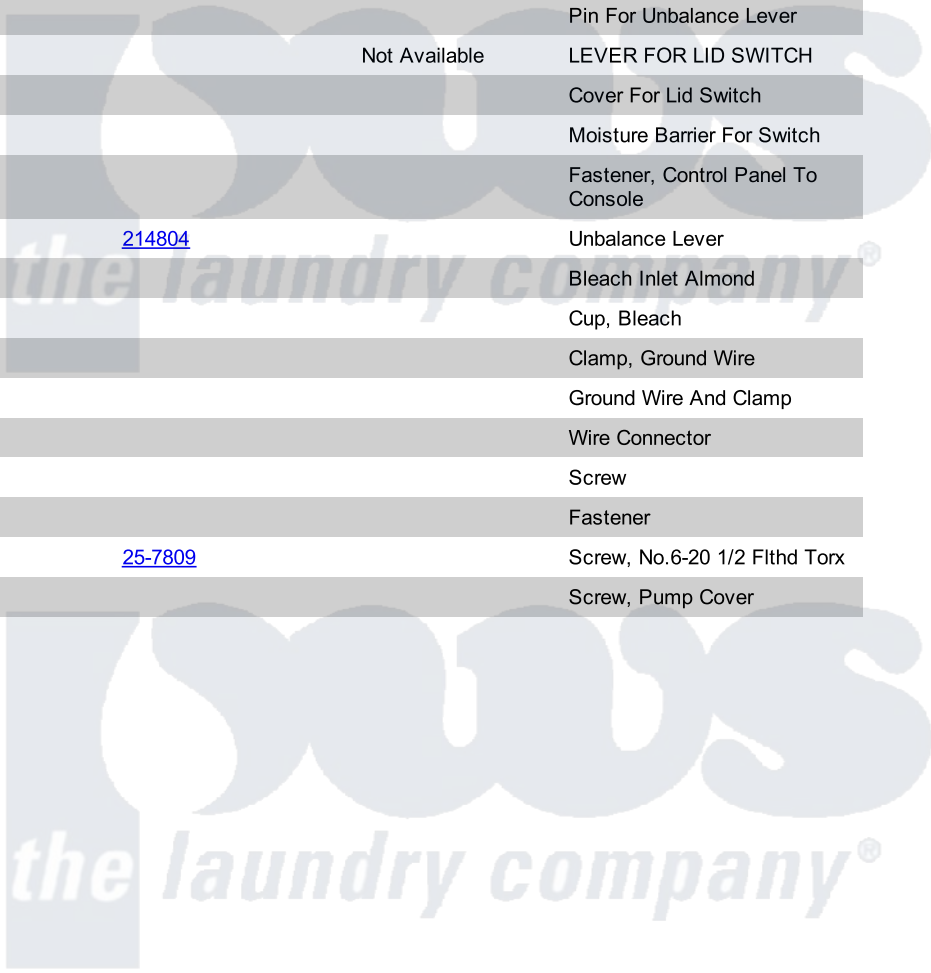 Pin For Unbalance Lever
Not Available LEVER FOR LID SWITCH
Cover For Lid Switch
Moisture Barrier For Switch
Fastener, Control Panel To
Console
214804 Unbalance Lever
Bleach Inlet Almond
Cup, Bleach
Clamp, Ground Wire
Ground Wire And Clamp
Wire Connector
Screw
Fastener
25-7809 Screw, No.6-20 1/2 Flthd Torx
Screw, Pump Cover
pws
the laundry company®
pws
the laundry company®